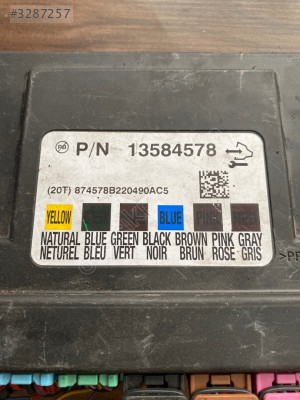 #3287257
P/N 13584578
(20T) 874578B220490AC5
YELLOW BLUE
NATURAL BLUE GREEN BLACK BROWN PINK GRAY
NETUREL BLEU VERT NOIR BRUN ROSE GRIS